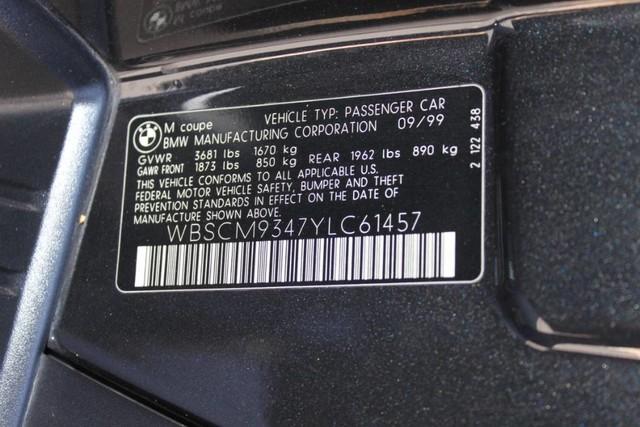 M coupe VEHICLE TYP: PASSENGER CAR
BMW MANUFACTURING CORPORATION 09/99
GVWR 3681 lbs 1670 kg
GAWR FRONT 1873 lbs 850 kg REAR 1962 lbs 890 kg
THIS VEHICLE CONFORMS TO ALL APPLICABLE U.S.
FEDERAL MOTOR VEHICLE SAFETY, BUMPER AND THEFT
PREVENTION STANDARDS IN EFFECT ON THE DATE OF
MANUFACTURE SHOWN ABOVE.
WBSCM9347YLC61457
2 122 438